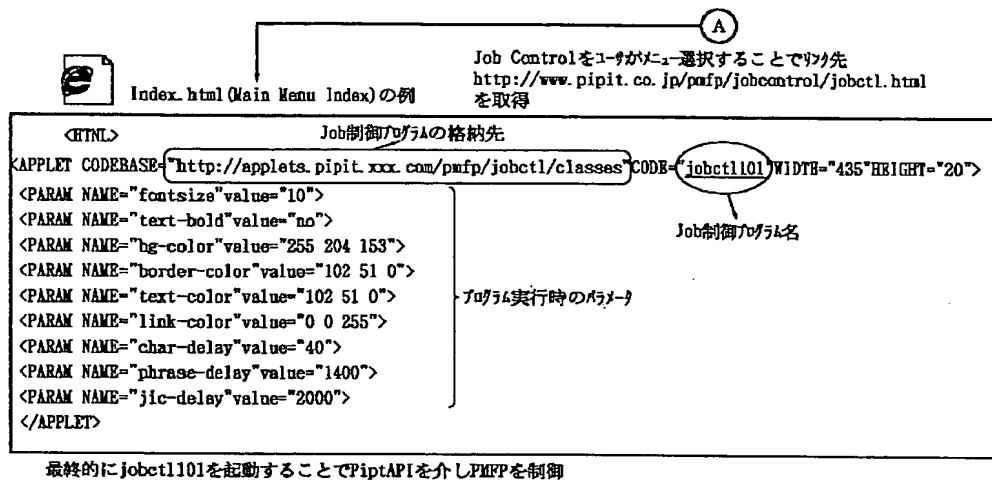 A
Job Controlをユーザがメニュー選択することでリンク先
http://www.pipit.co.jp/pmfp/jobcontrol/jobctl.html
を取得
Index.html(Main Menu Index)の例
<HTML>
Job制御プログラムの格納先
<APPLET CODEBASE="http://applets.pipit.xxx.com/pmfp/jobctl/classes"CODE="jobctl101"WIDTH="435"HEIGHT="20">
Job制御プログラム名
<PARAM NAME="fontsize"value="10">
<PARAM NAME="text-bold"value="no">
<PARAM NAME="bg-color"value="255 204 153">
<PARAM NAME="border-color"value="102 51 0">
<PARAM NAME="text-color"value="102 51 0">
プログラム実行時のパラメータ
<PARAM NAME="link-color"value="0 0 255">
<PARAM NAME="char-delay"value="40">
<PARAM NAME="phrase-delay"value="1400">
<PARAM NAME="jic-delay"value="2000">
</APPLET>
最終的にjobctl101を起動することでPiptAPIを介しPMFPを制御